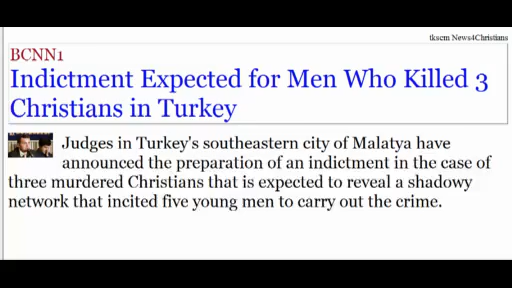 tkscm News4Christians
BCNN1
Indictment Expected for Men Who Killed 3
Christians in Turkey
Judges in Turkey's southeastern city of Malatya have
announced the preparation of an indictment in the case of
three murdered Christians that is expected to reveal a shadowy
network that incited five young men to carry out the crime.